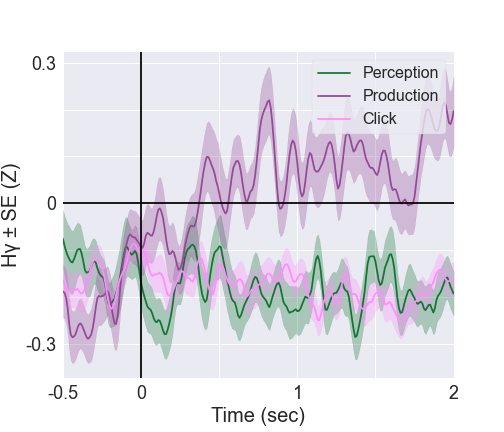 0.3
0
-0.3
Hγ ± SE (Z)
Perception
Production
Click
-0.5
0
1
2
Time (sec)